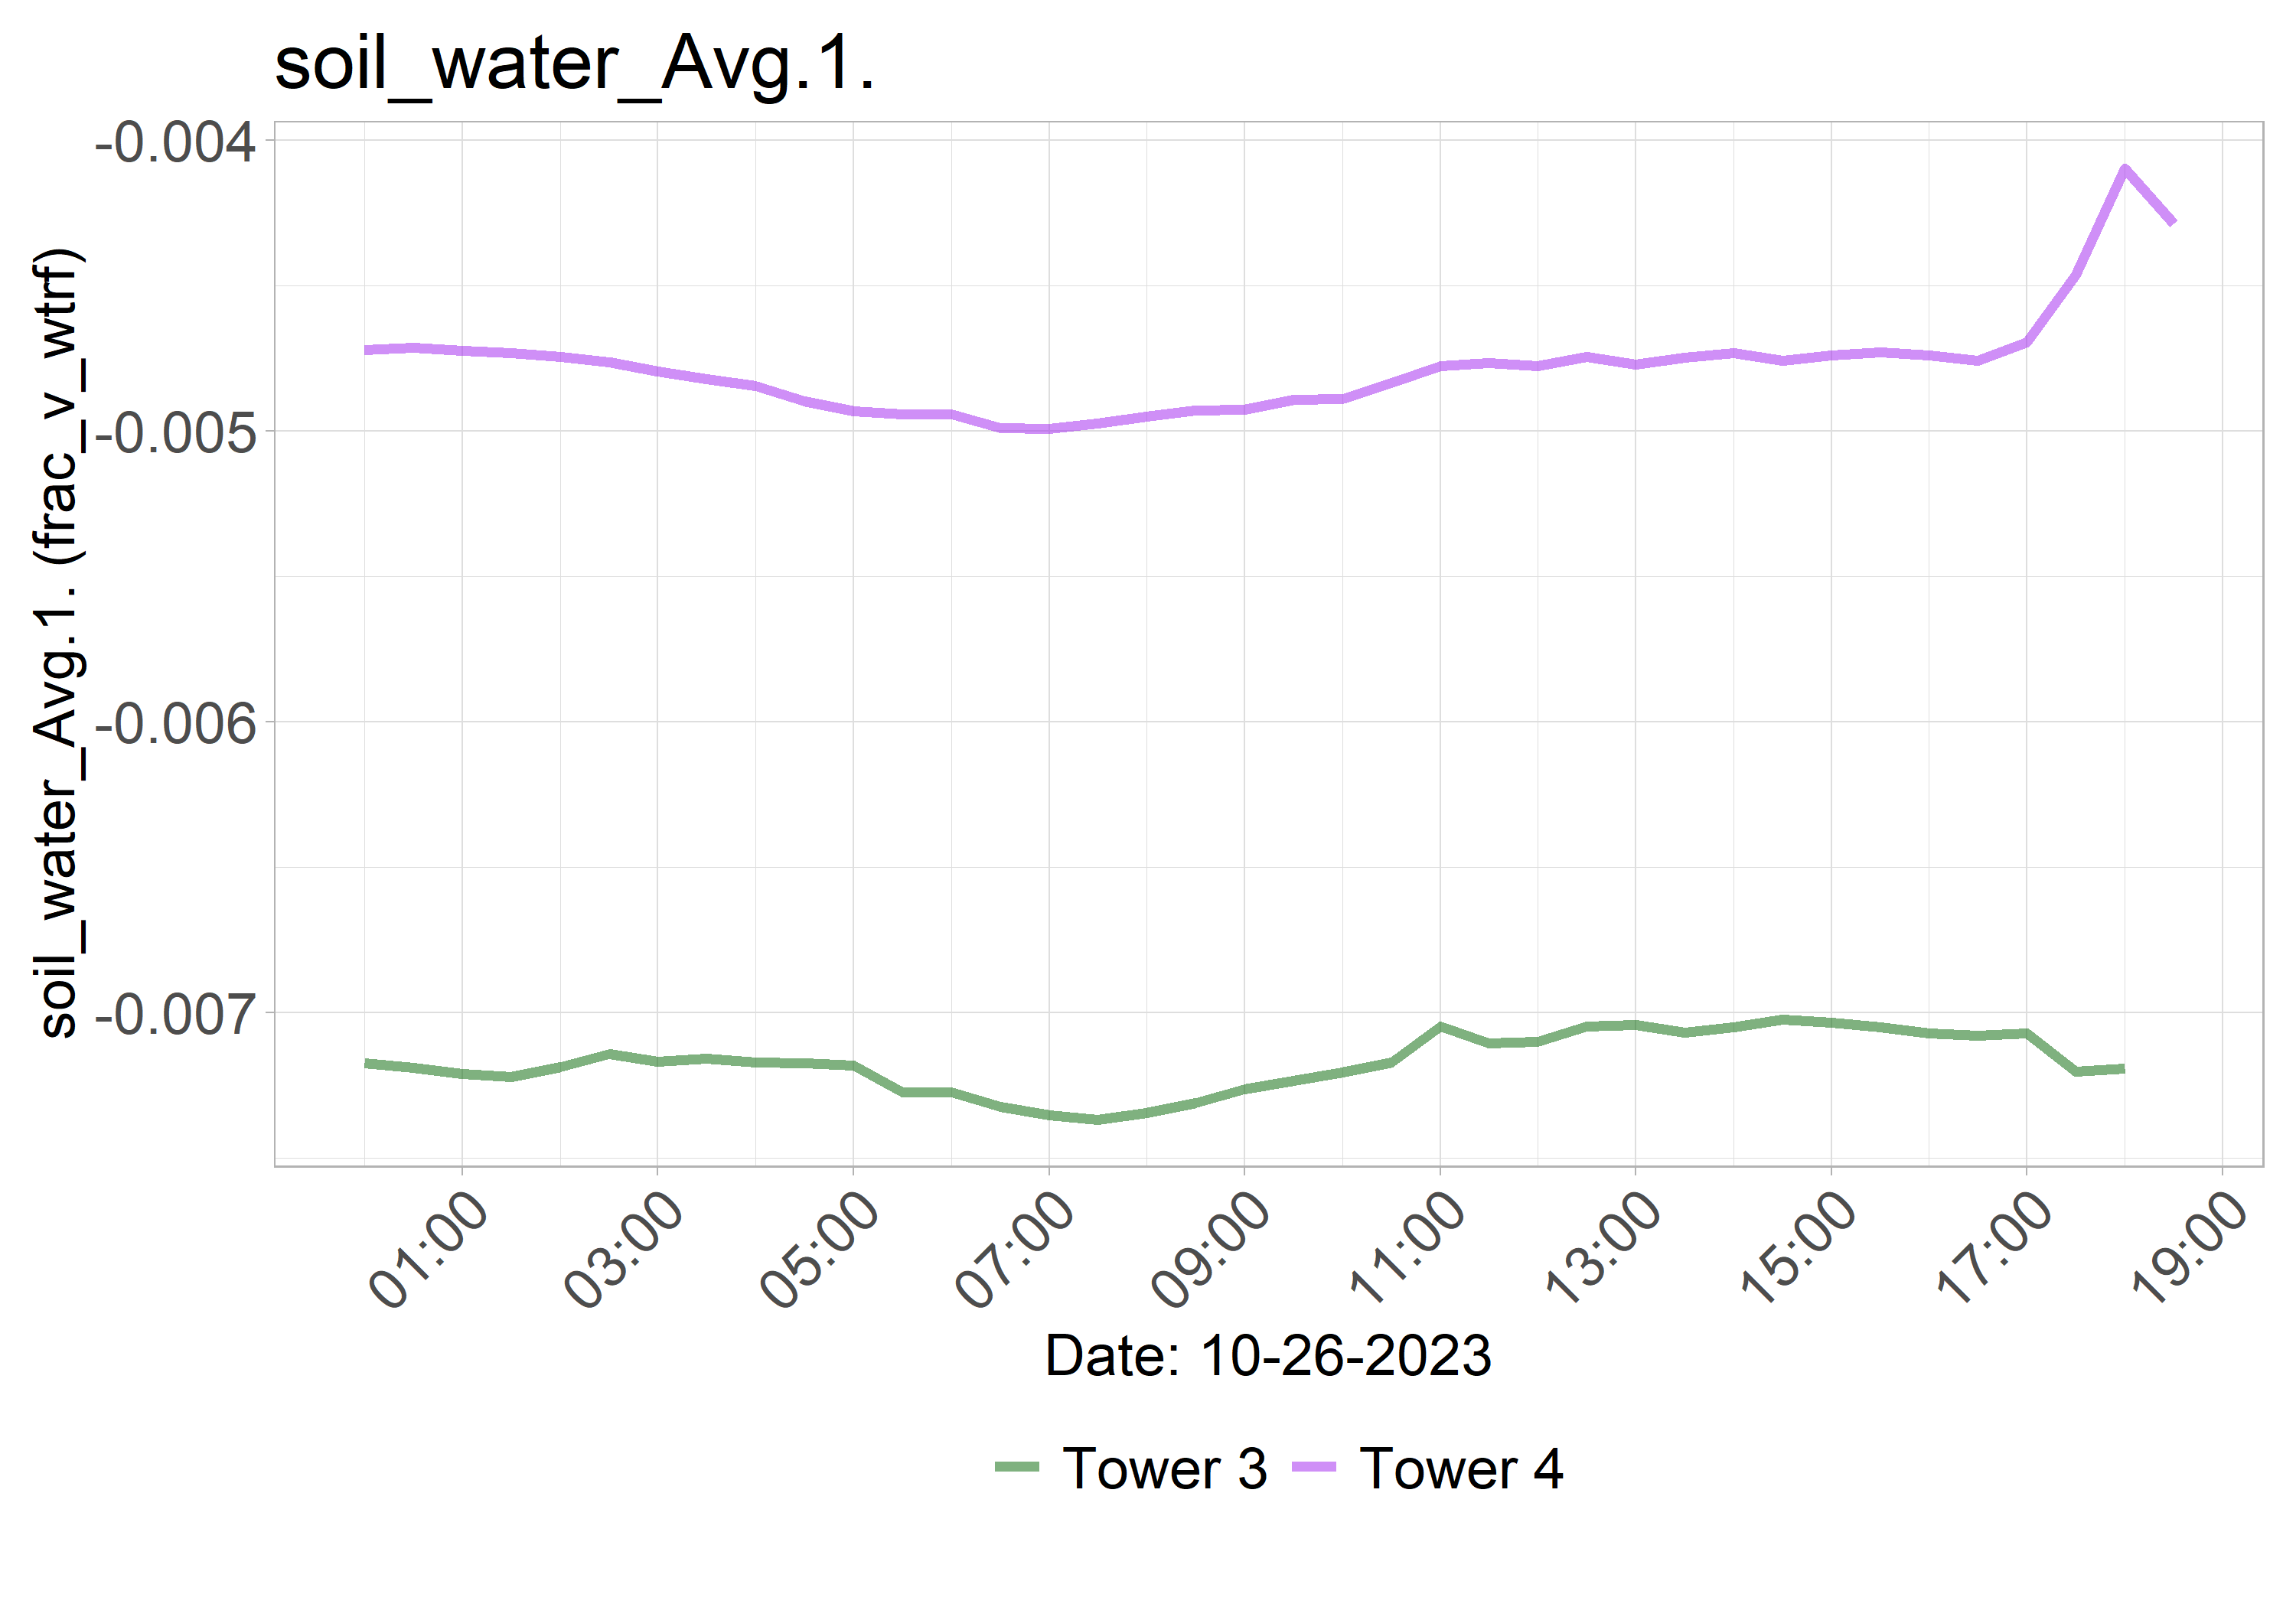 soil_water_Avg.1.
soil_water_Avg.1. (frac_v_wtrf)
-0.004
-0.005
-0.006
-0.007
01:00
03:00
05:00
07:00
09:00
11:00
13:00
15:00
17:00
19:00
Date: 10-26-2023
Tower 3
Tower 4